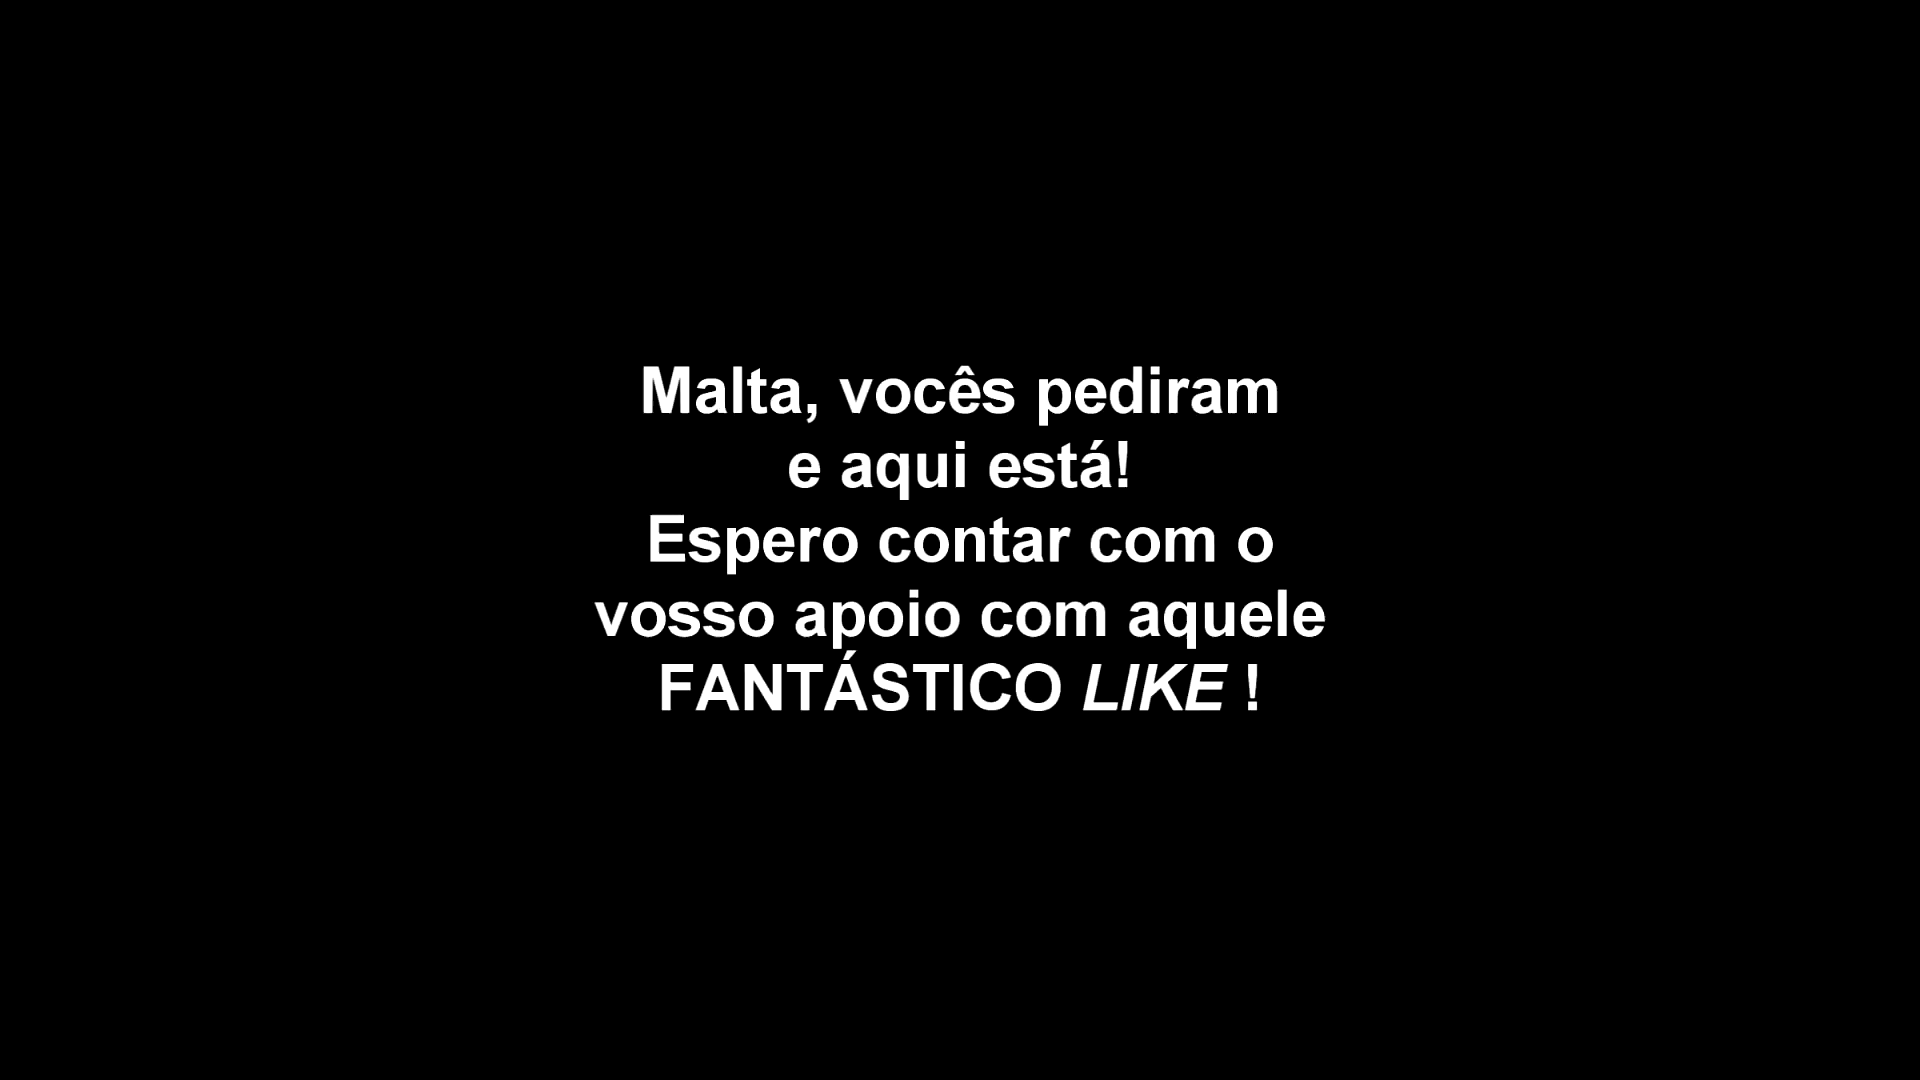 Malta, vocês pediram
e aqui está!
Espero contar com o
vosso apoio com aquele
FANTÁSTICO LIKE !